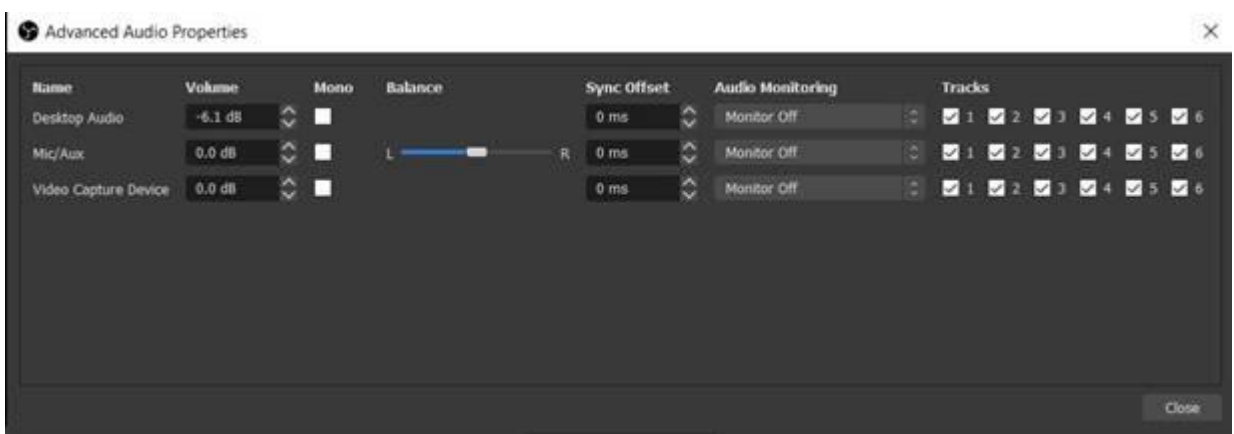 Advanced Audio Properties
Name Volume Mono Balance Sync Offset Audio Monitoring Tracks
Desktop Audio -6.1 dB 0 ms Monitor Off 1 2 3 4 5 6
Mic/Aux 0.0 dB L R 0 ms Monitor Off 1 2 3 4 5 6
Video Capture Device 0.0 dB 0 ms Monitor Off 1 2 3 4 5 6
Close